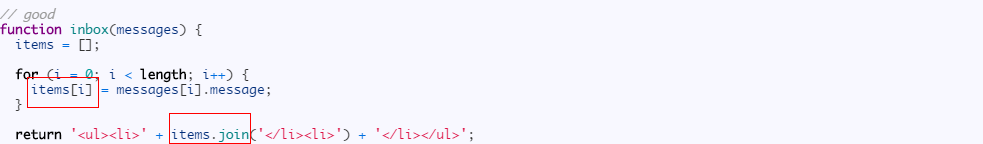 // good
function inbox(messages) {
  items = [];

  for (i = 0; i < length; i++) {
    items[i] = messages[i].message;
  }

  return '<ul><li>' + items.join('</li><li>') + '</li></ul>';